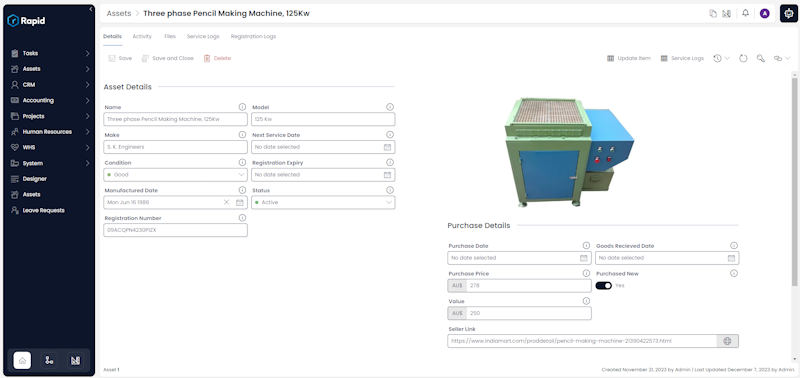 Rapid
Assets > Three phase Pencil Making Machine, 125Kw
A
Details Activity Files Service Logs Registration Logs
Save Save and Close Delete Update Item Service Logs
Tasks
Assets
CRM
Accounting
Projects
Human Resources
WHS
System
Designer
Assets
Leave Requests
Asset Details
Name Model
Three phase Pencil Making Machine, 125Kw 125 Kw
Make Next Service Date
S. K. Engineers No date selected
Condition Registration Expiry
Good No date selected
Manufactured Date Status
Mon Jun 16 1986 Active
Registration Number
09ACQPN4239P1ZX
Purchase Details
Purchase Date Goods Recieved Date
No date selected No date selected
Purchase Price Purchased New
AU$ 278 Yes
Value
AU$ 250
Seller Link
https://www.indiamart.com/proddetail/pencil-making-machine-21390422573.html
Asset 1 Created November 21, 2023 by Admin | Last Updated December 7, 2023 by Admin.